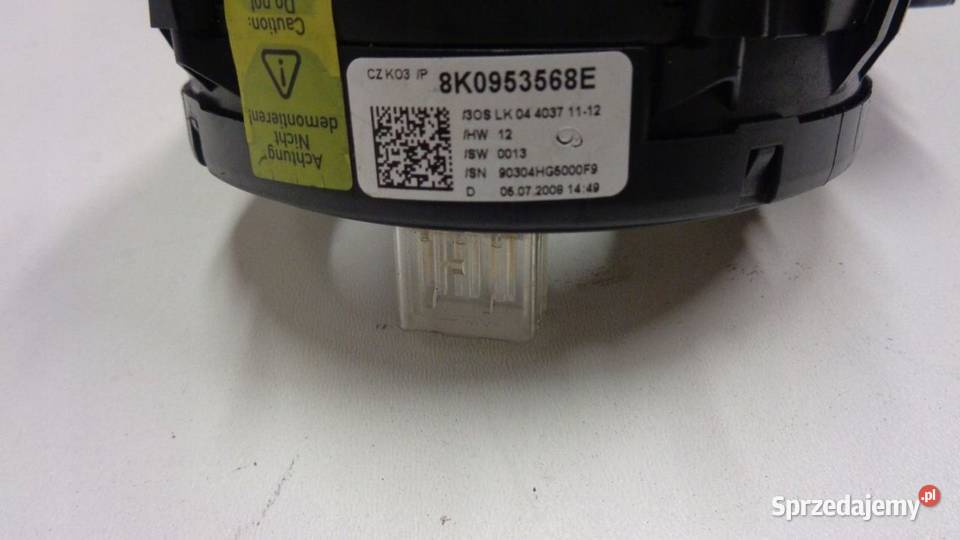 Caution:
Do not
Achtung"
Nicht
demontieren!
CZ K03 /P 8K0953568E
/3OS LK 04 4037 11-12
/HW 12
/SW 0013
/SN 90304HG5000F9
D 05.07.2009 14:49
Sprzedajemy.pl